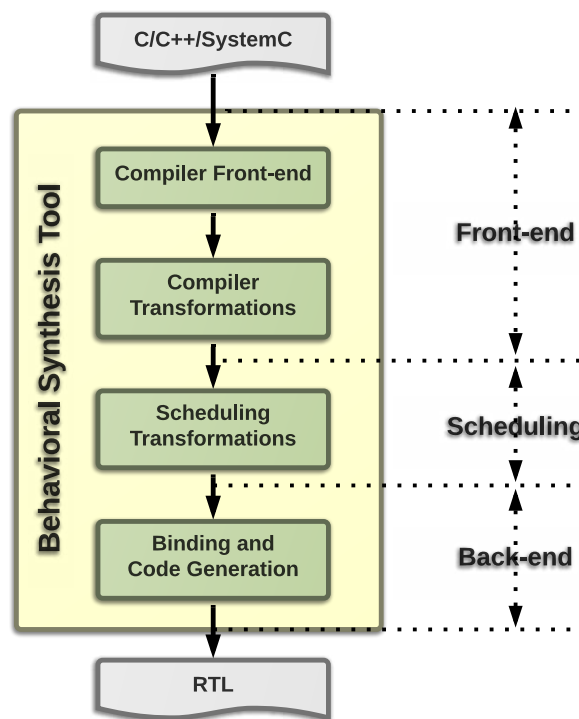 C/C++/SystemC
Behavioral Synthesis Tool
Compiler Front-end
Compiler
Transformations
Front-end
Scheduling
Transformations
Scheduling
Binding and
Code Generation
Back-end
RTL